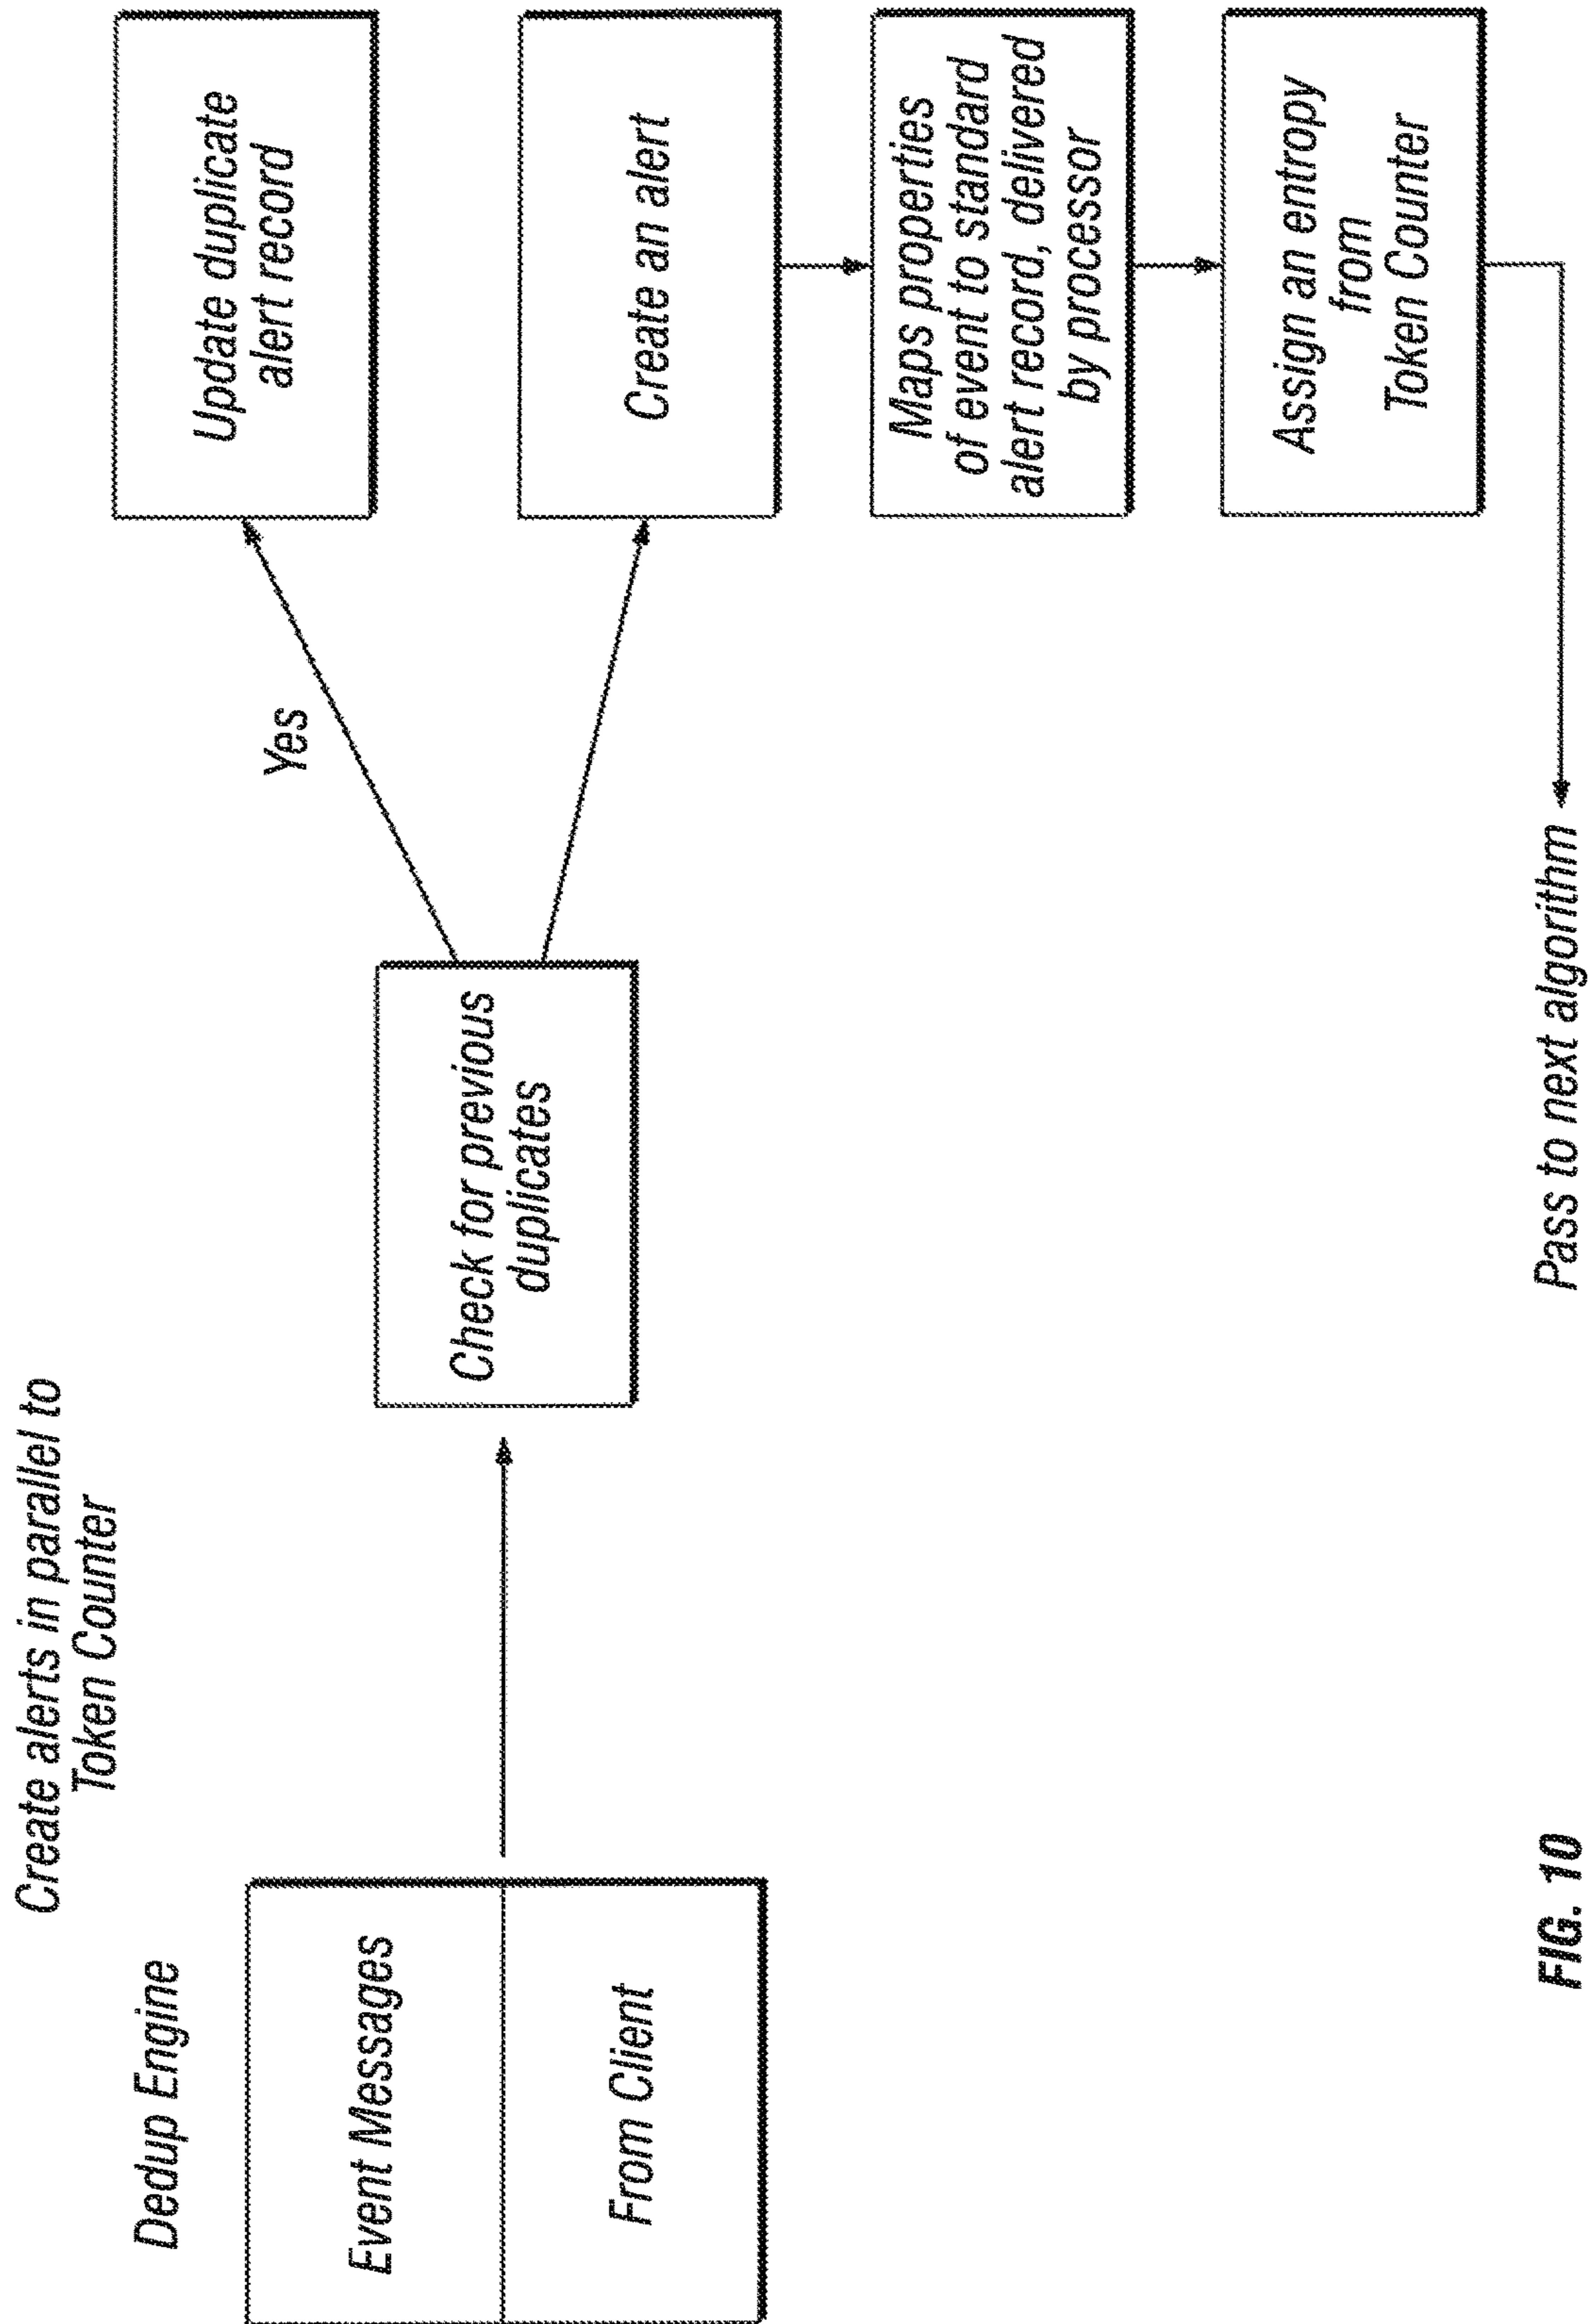 Create alerts in parallel to
Token Counter
Dedup Engine
Event Messages
From Client
Check for previous
duplicates
Yes
Update duplicate
alert record
Create an alert
Maps properties
of event to standard
alert record, delivered
by processor
Assign an entropy
from
Token Counter
Pass to next algorithm
FIG. 10